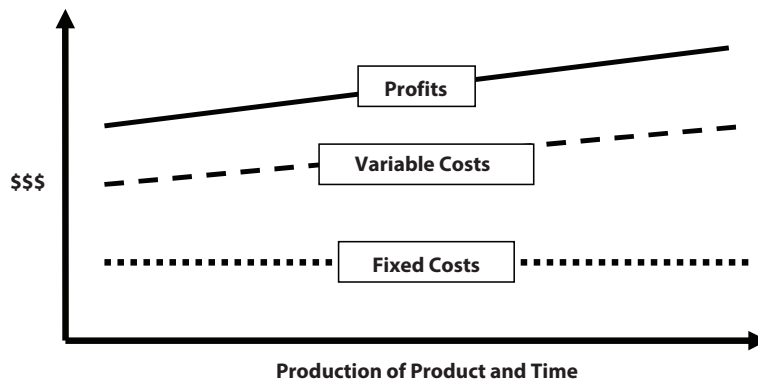 Profits
Variable Costs
$$$
Fixed Costs
Production of Product and Time